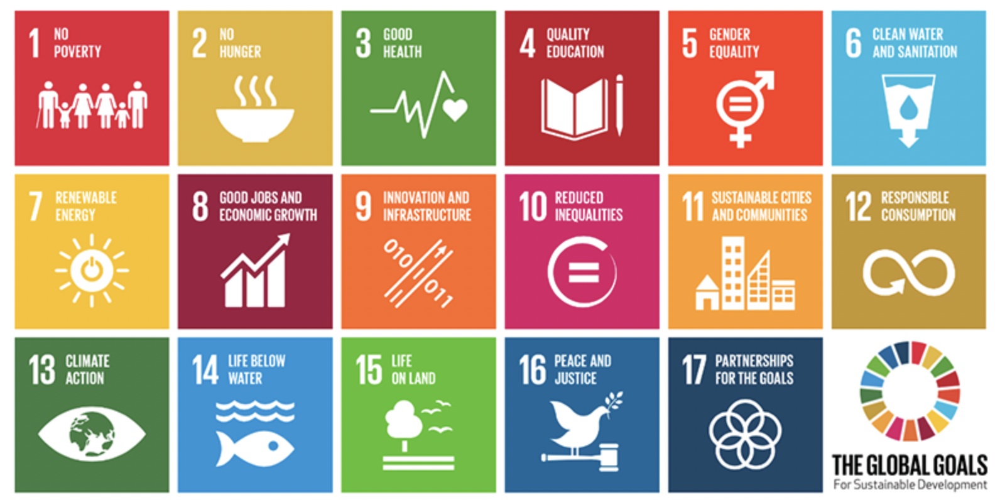 1 NO
POVERTY
2 NO
HUNGER
3 GOOD
HEALTH
4 QUALITY
EDUCATION
5 GENDER
EQUALITY
6 CLEAN WATER
AND SANITATION
7 RENEWABLE
ENERGY
8 GOOD JOBS AND
ECONOMIC GROWTH
9 INNOVATION AND
INFRASTRUCTURE
010
011
10 REDUCED
INEQUALITIES
11 SUSTAINABLE CITIES
AND COMMUNITIES
12 RESPONSIBLE
CONSUMPTION
13 CLIMATE
ACTION
14 LIFE BELOW
WATER
15 LIFE
ON LAND
16 PEACE AND
JUSTICE
17 PARTNERSHIPS
FOR THE GOALS
THE GLOBAL GOALS
For Sustainable Development